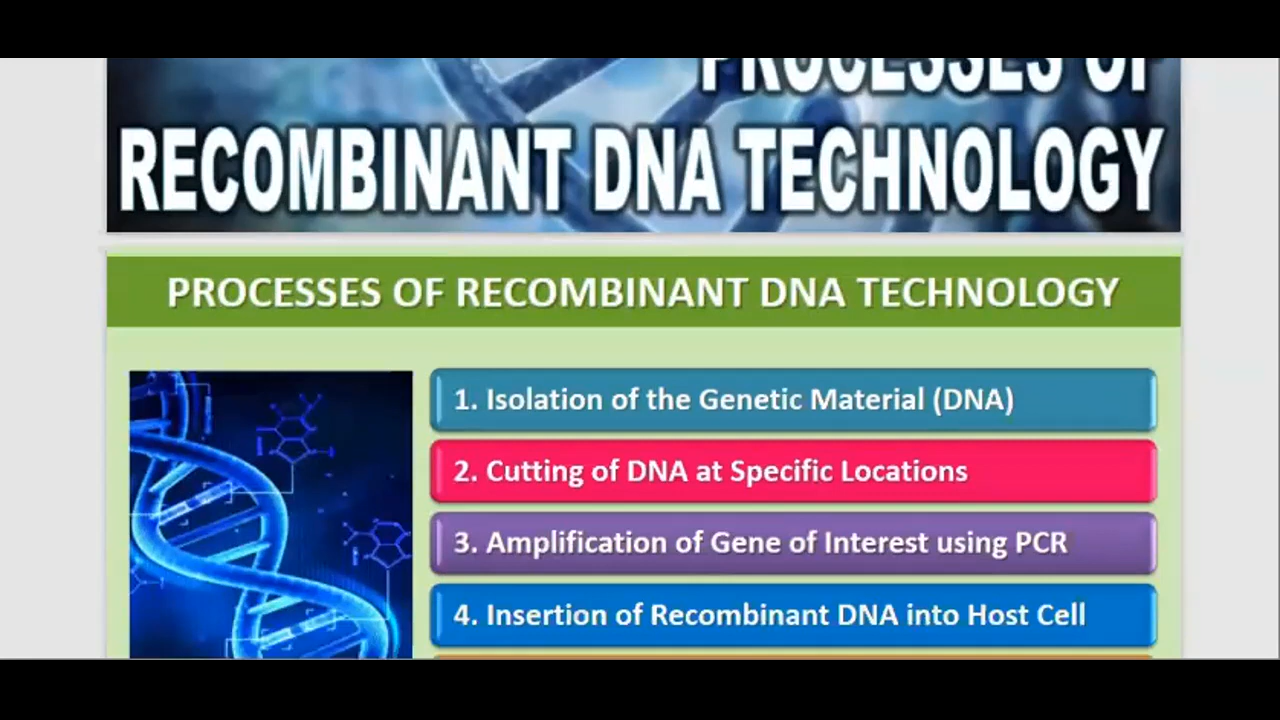 PROCESSES OF
RECOMBINANT DNA TECHNOLOGY
PROCESSES OF RECOMBINANT DNA TECHNOLOGY
1. Isolation of the Genetic Material (DNA)
2. Cutting of DNA at Specific Locations
3. Amplification of Gene of Interest using PCR
4. Insertion of Recombinant DNA into Host Cell